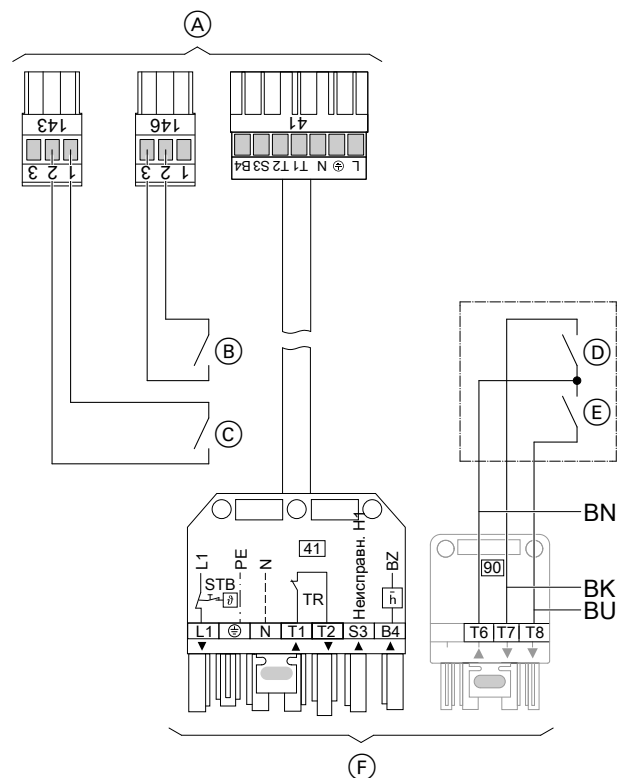 A
143
146
41
3 2 1
3 2 1
B4 S3 T2 T1 N L
B
C
D
E
BN
BK
BU
L1
STB
ϑ
PE
N
41
TR
Неисправн. H1
BZ
h
L1 N T1 T2 S3 B4
90
T6 T7 T8
F